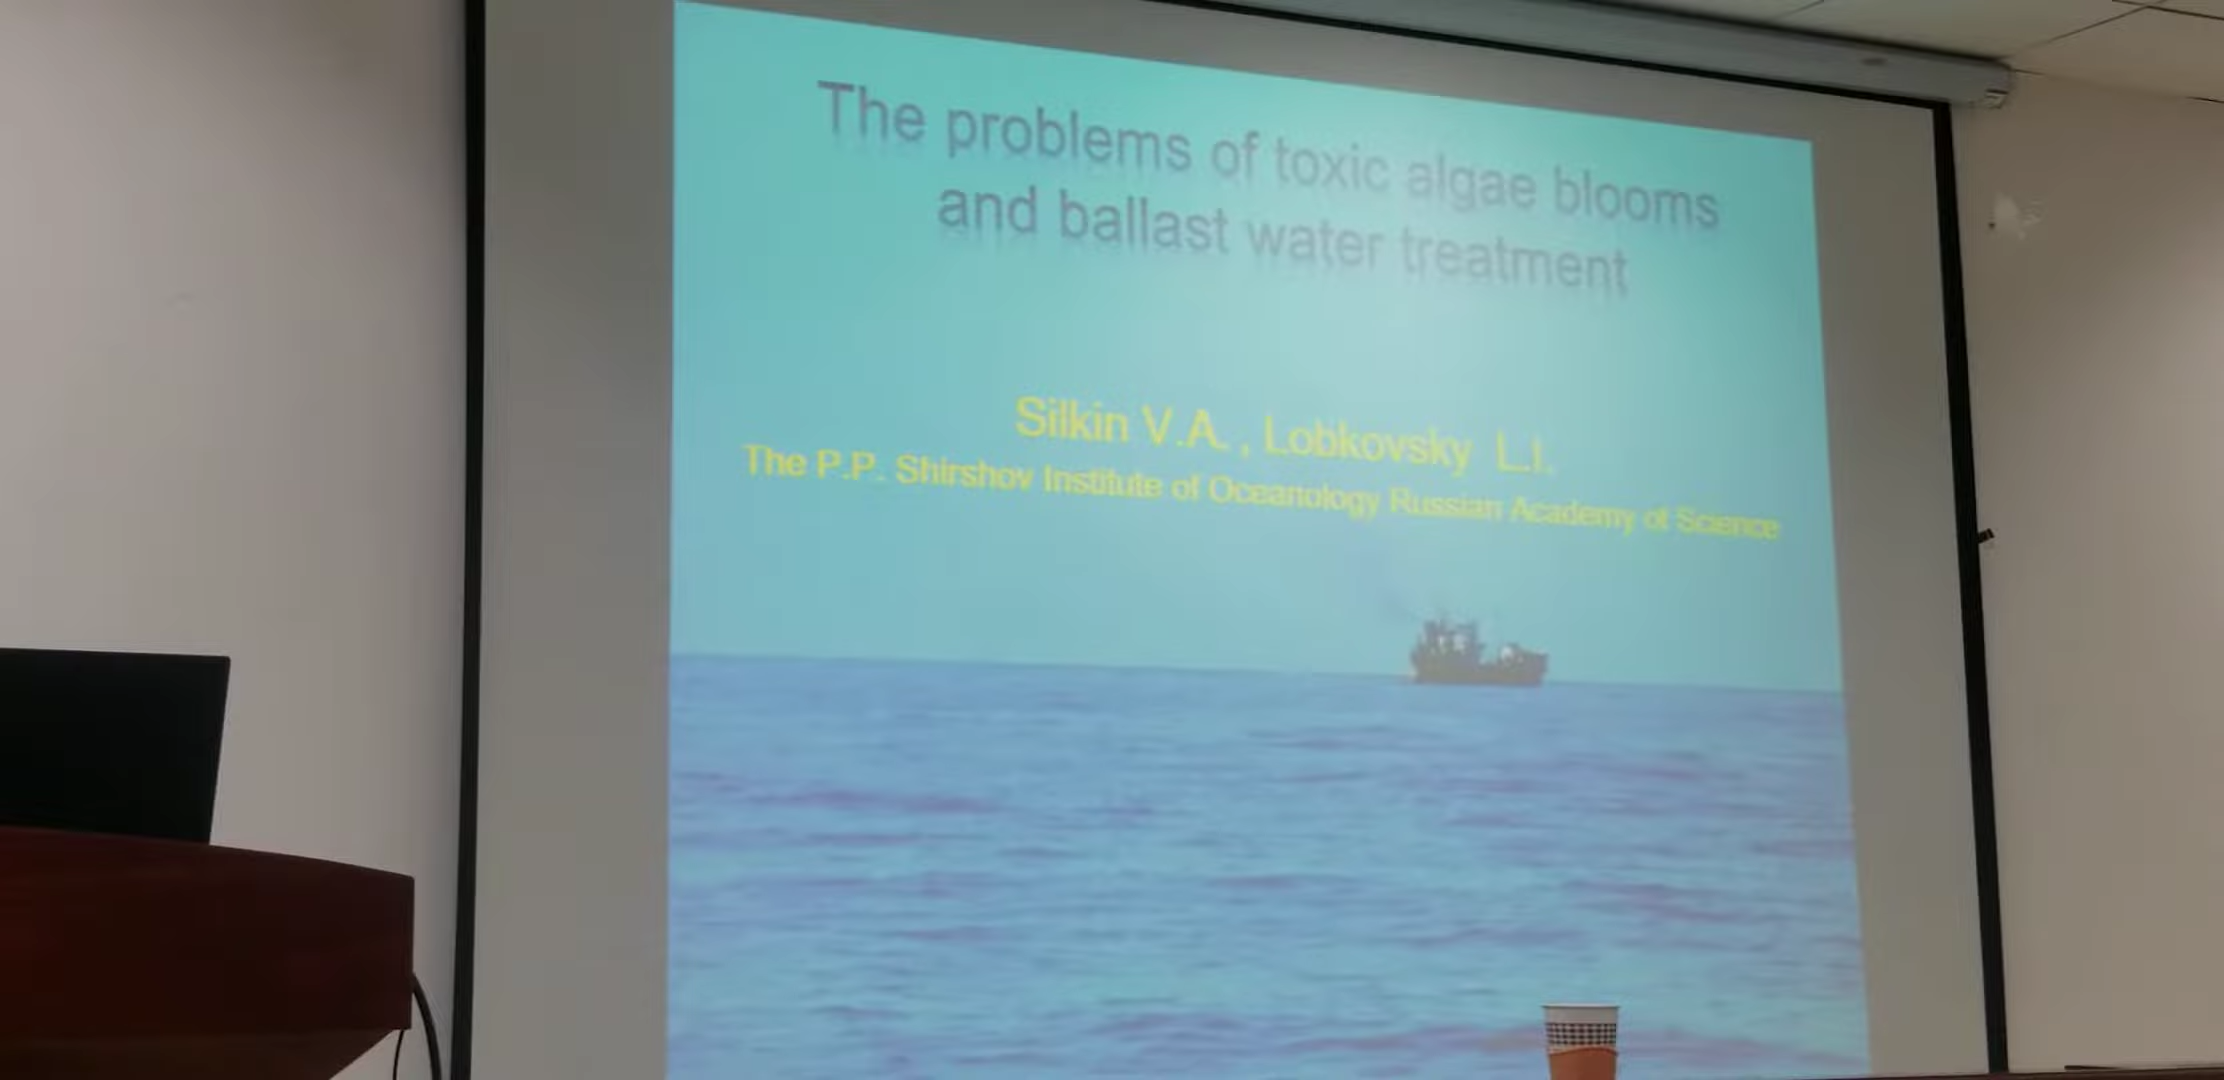 The problems of toxic algae blooms
and ballast water treatment
Silkin V.A. , Lobkovsky L.I.
The P.P. Shirshov Institute of Oceanology Russian Academy of Science